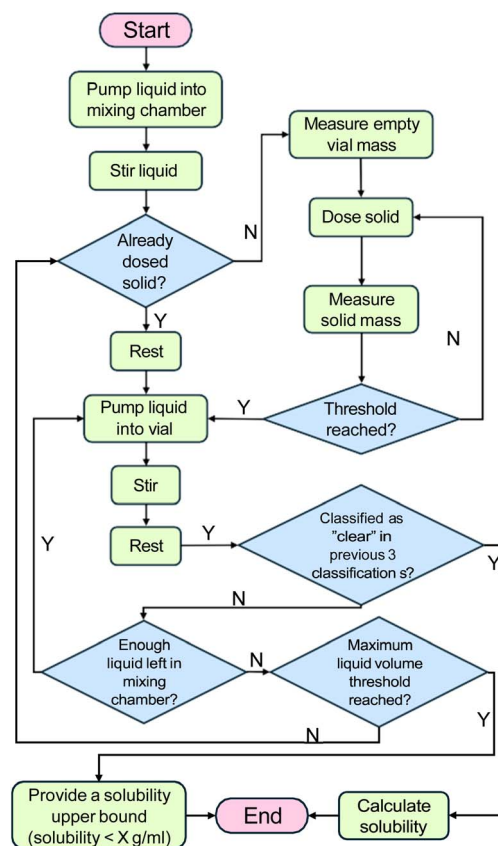 Start
Pump liquid into
mixing chamber
Stir liquid
Already
dosed
solid?
N
Measure empty
vial mass
Dose solid
Measure
solid mass
N
Threshold
reached?
Y
Y
Rest
Pump liquid
into vial
Stir
Rest
Y
Classified as
"clear" in
previous 3
classification s?
Y
N
Y
Enough
liquid left in
mixing
chamber?
N
Maximum
liquid volume
threshold
reached?
Y
N
Provide a solubility
upper bound
(solubility < X g/ml)
End
Calculate
solubility